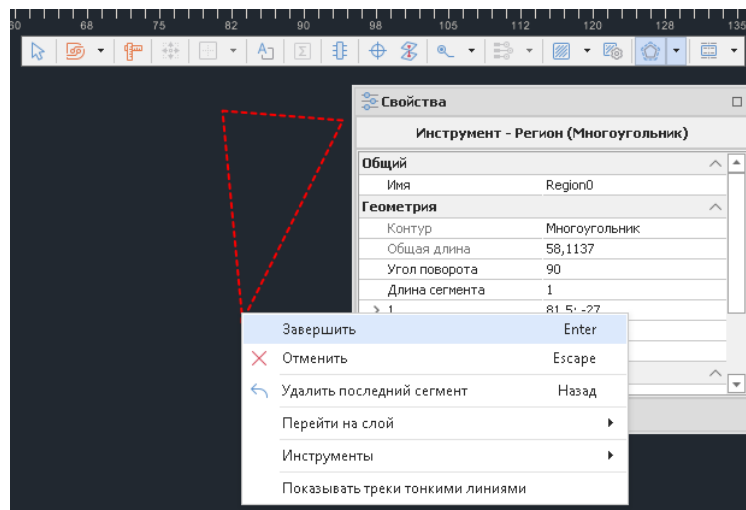 60 68 75 82 90 98 105 112 120 128 135
Свойства
Инструмент - Регион (Многоугольник)
Общий
Имя Region0
Геометрия
Контур Многоугольник
Общая длина 58,1137
Угол поворота 90
Длина сегмента 1
1 81,5; -27
Завершить Enter
Отменить Escape
Удалить последний сегмент Назад
Перейти на слой
Инструменты
Показывать треки тонкими линиями